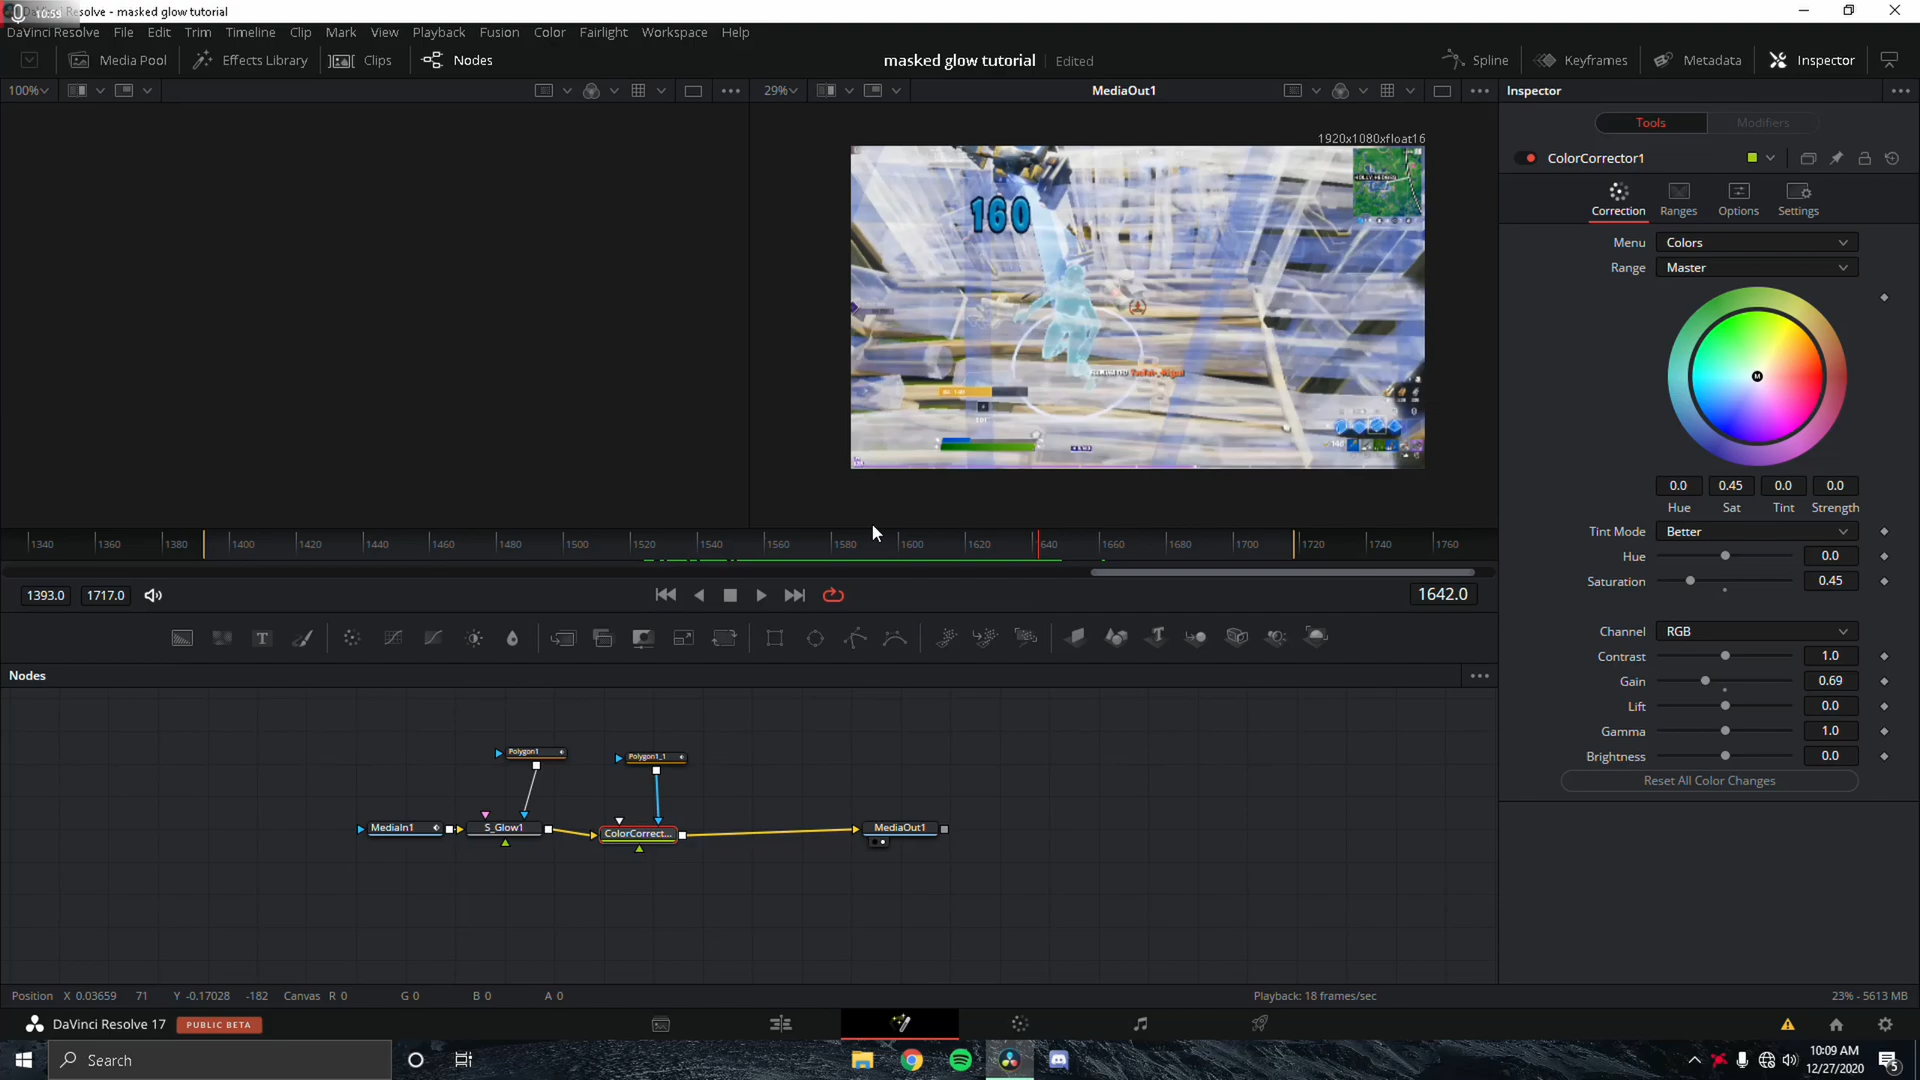 10:59
Resolve - masked glow tutorial
DaVinci Resolve File Edit Trim Timeline Clip Mark View Playback Fusion Color Fairlight Workspace Help
Media Pool Effects Library Clips Nodes masked glow tutorial Edited Spline Keyframes Metadata Inspector
100% 29% MediaOut1 Inspector
1920x1080xfloat16
Tools Modifiers
ColorCorrector1
Correction Ranges Options Settings
160
Menu Colors
Range Master
0.0 0.45 0.0 0.0
Hue Sat Tint Strength
Tint Mode Better
Hue 0.0
Saturation 0.45
Channel RGB
Contrast 1.0
Gain 0.69
Lift 0.0
Gamma 1.0
Brightness 0.0
Reset All Color Changes
1340 1360 1380 1400 1420 1440 1460 1480 1500 1520 1540 1560 1580 1600 1620 640 1660 1680 1700 1720 1740 1760
1393.0 1717.0 1642.0
Nodes
Polygon1 Polygon1_1
MediaIn1 S_Glow1 ColorCorrect... MediaOut1
Position X 0.03659 71 Y -0.17028 -182 Canvas R 0 G 0 B 0 A 0 Playback: 18 frames/sec 23% - 5613 MB
DaVinci Resolve 17 PUBLIC BETA
Search
10:09 AM
12/27/2020
5